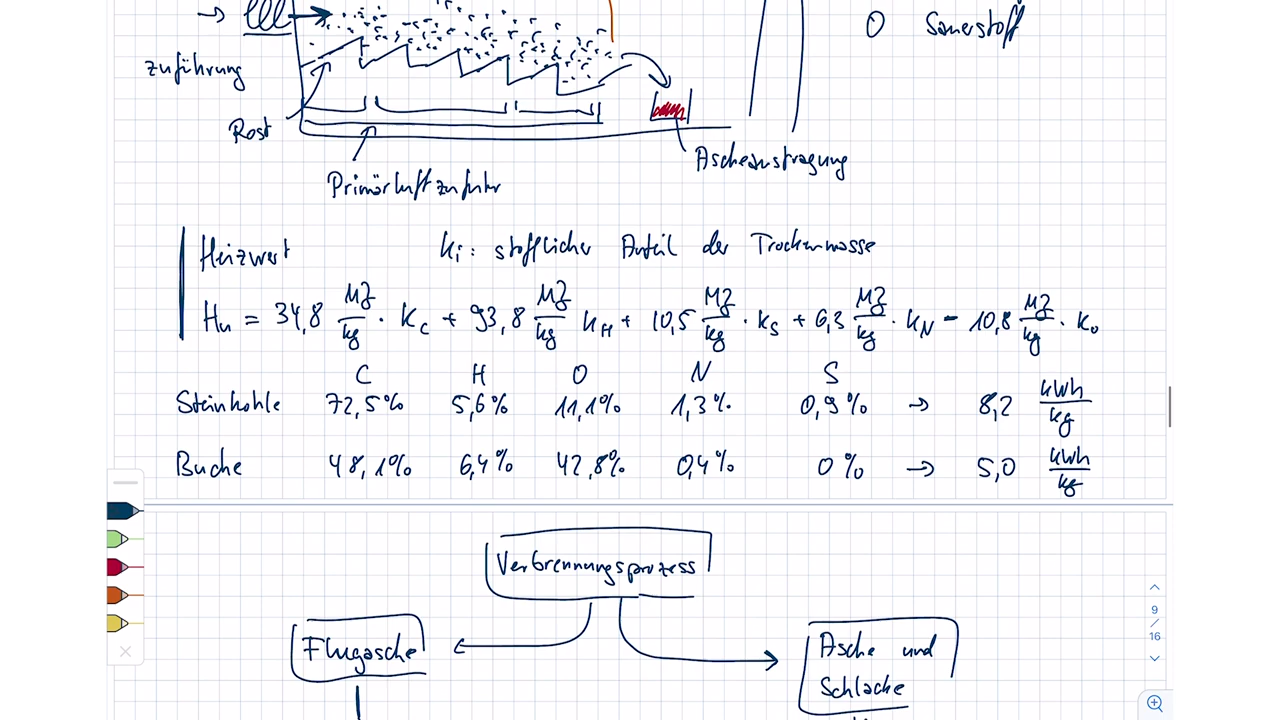 → lll
O Sauerstoff
zuführung
Rost
Ascheaustragung
Primärluftzufuhr
Heizwert ki: stofflicher Anteil der Trockenmasse
Hu = 34,8 MJ/kg · kC + 93,8 MJ/kg kH + 10,5 MJ/kg · kS + 6,3 MJ/kg · kN - 10,8 MJ/kg · kO
C H O N S
Steinkohle 72,5% 5,6% 11,1% 1,3% 0,9% → 8,2 kWh/kg
Buche 48,1% 6,4% 42,8% 0,4% 0% → 5,0 kWh/kg
Verbrennungsprozess
Flugasche
Asche und
Schlacke
9
/
16